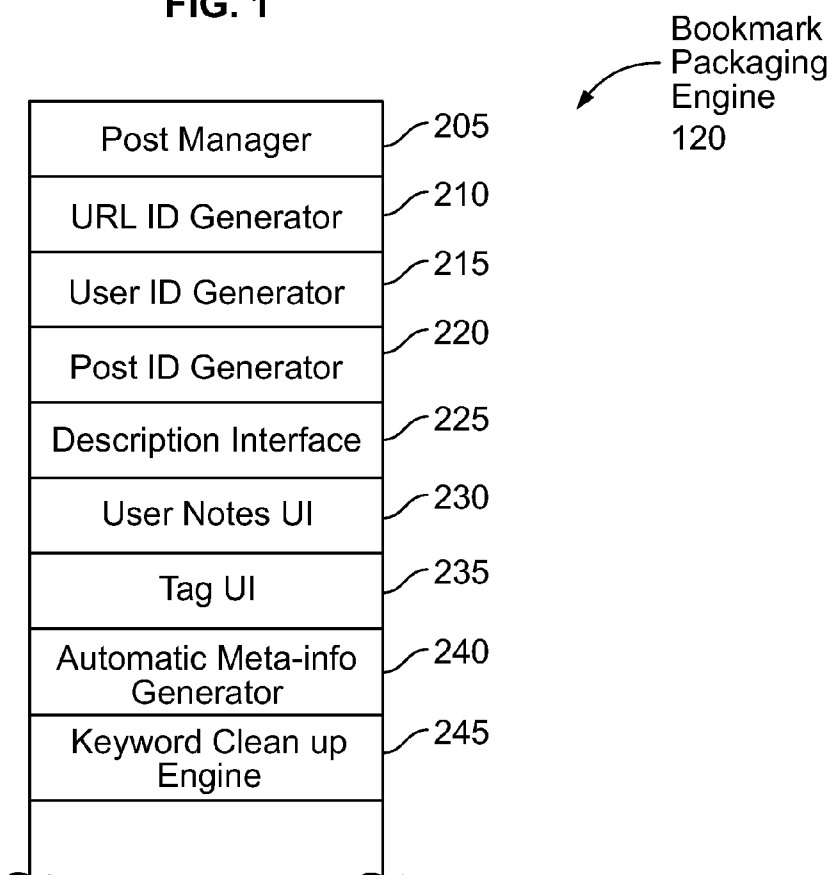 FIG. 1
Bookmark
Packaging
Engine
120
Post Manager
205
URL ID Generator
210
User ID Generator
215
Post ID Generator
220
Description Interface
225
User Notes UI
230
Tag UI
235
Automatic Meta-info
Generator
240
Keyword Clean up
Engine
245